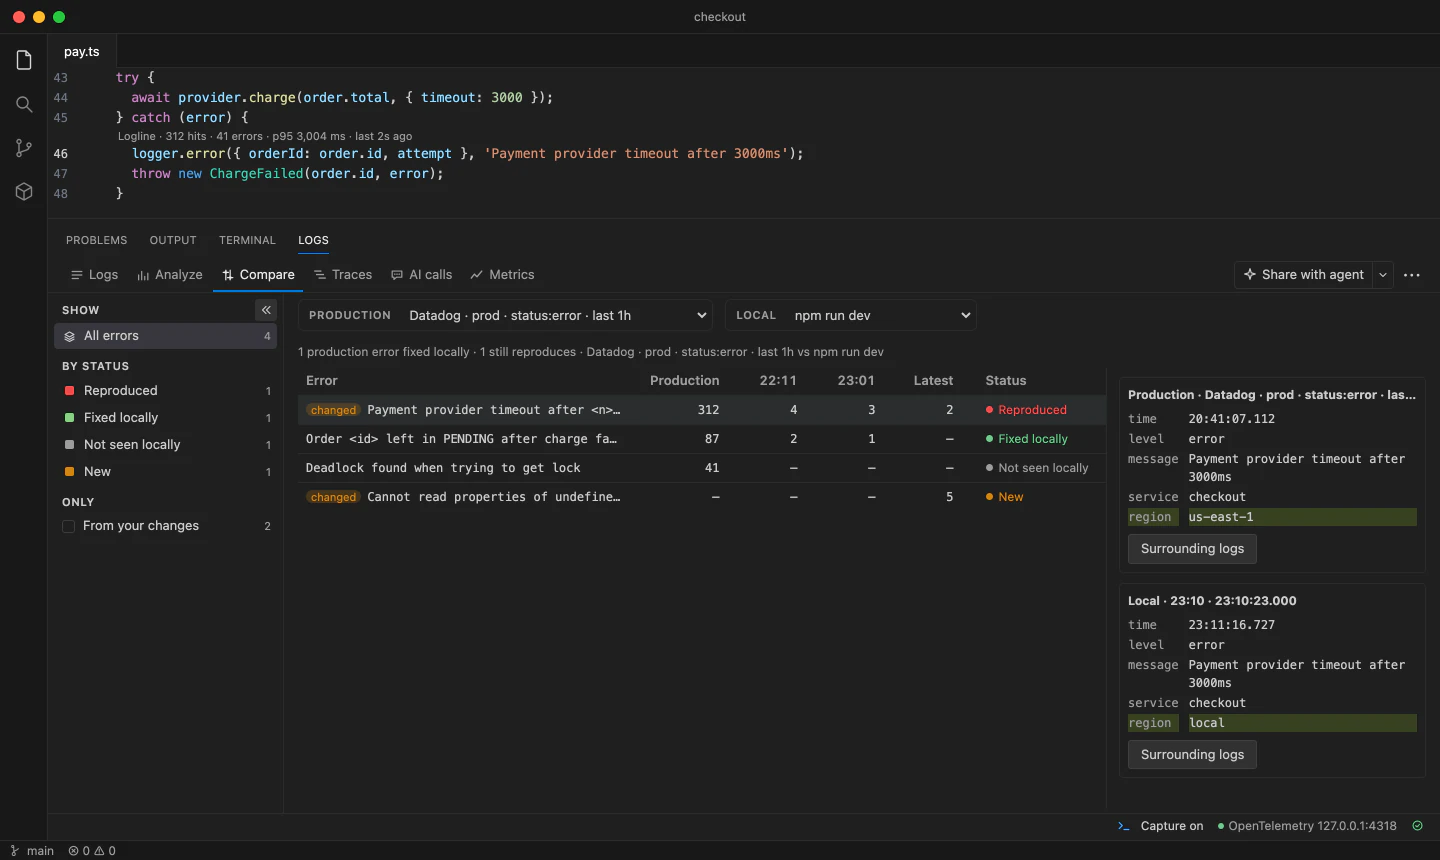 checkout
pay.ts
43 try {
44 await provider.charge(order.total, { timeout: 3000 });
45 } catch (error) {
Logline · 312 hits · 41 errors · p95 3,004 ms · last 2s ago
46 logger.error({ orderId: order.id, attempt }, 'Payment provider timeout after 3000ms');
47 throw new ChargeFailed(order.id, error);
48 }
PROBLEMS OUTPUT TERMINAL LOGS
Logs Analyze Compare Traces AI calls Metrics Share with agent
SHOW
All errors 4
BY STATUS
Reproduced 1
Fixed locally 1
Not seen locally 1
New 1
ONLY
From your changes 2
PRODUCTION Datadog · prod · status:error · last 1h LOCAL npm run dev
1 production error fixed locally · 1 still reproduces · Datadog · prod · status:error · last 1h vs npm run dev
Error Production 22:11 23:01 Latest Status
changed Payment provider timeout after <n>… 312 4 3 2 Reproduced
Order <id> left in PENDING after charge fa… 87 2 1 – Fixed locally
Deadlock found when trying to get lock 41 – – – Not seen locally
changed Cannot read properties of undefine… – – – 5 New
Production · Datadog · prod · status:error · las...
time 20:41:07.112
level error
message Payment provider timeout after
3000ms
service checkout
region us-east-1
Surrounding logs
Local · 23:10 · 23:10:23.000
time 23:11:16.727
level error
message Payment provider timeout after
3000ms
service checkout
region local
Surrounding logs
Capture on OpenTelemetry 127.0.0.1:4318
main 0 0